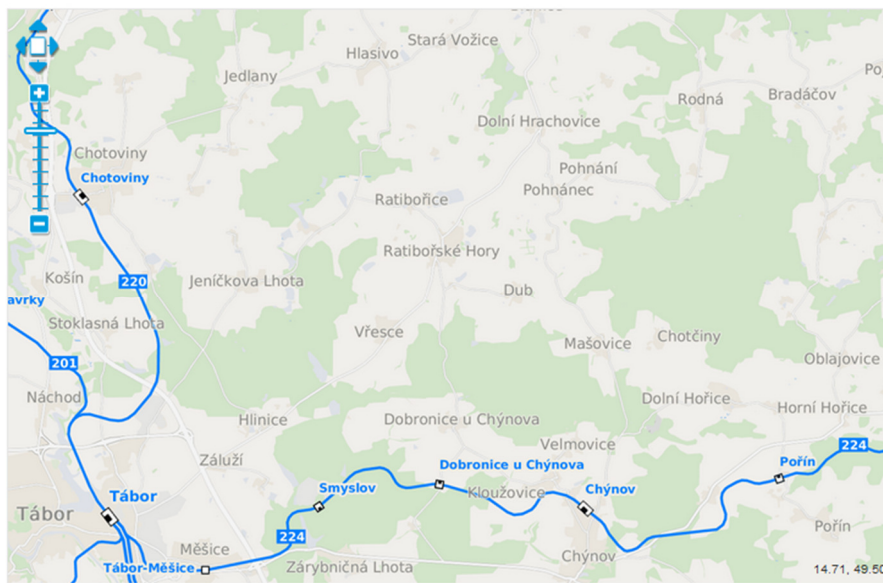 Stará Vožice
Hlasivo
Jedlany
Rodná
Bradáčov
Dolní Hrachovice
Chotoviny
Chotoviny
Pohnání
Pohnánec
Ratibořice
Ratibořské Hory
Košín
220
Jeníčkova Lhota
Dub
avrky
Stoklasná Lhota
Vřesce
Mašovice
Chotčiny
201
Oblajovice
Náchod
Dolní Hořice
Horní Hořice
Hlinice
Dobronice u Chýnova
Velmovice
224
Záluží
Dobronice u Chýnova
Pořín
Smyslov
Kloužovice
Chýnov
Tábor
Tábor
Pořín
224
Měšice
Chýnov
Tábor-Měšice
Zárybničná Lhota
14.71, 49.50